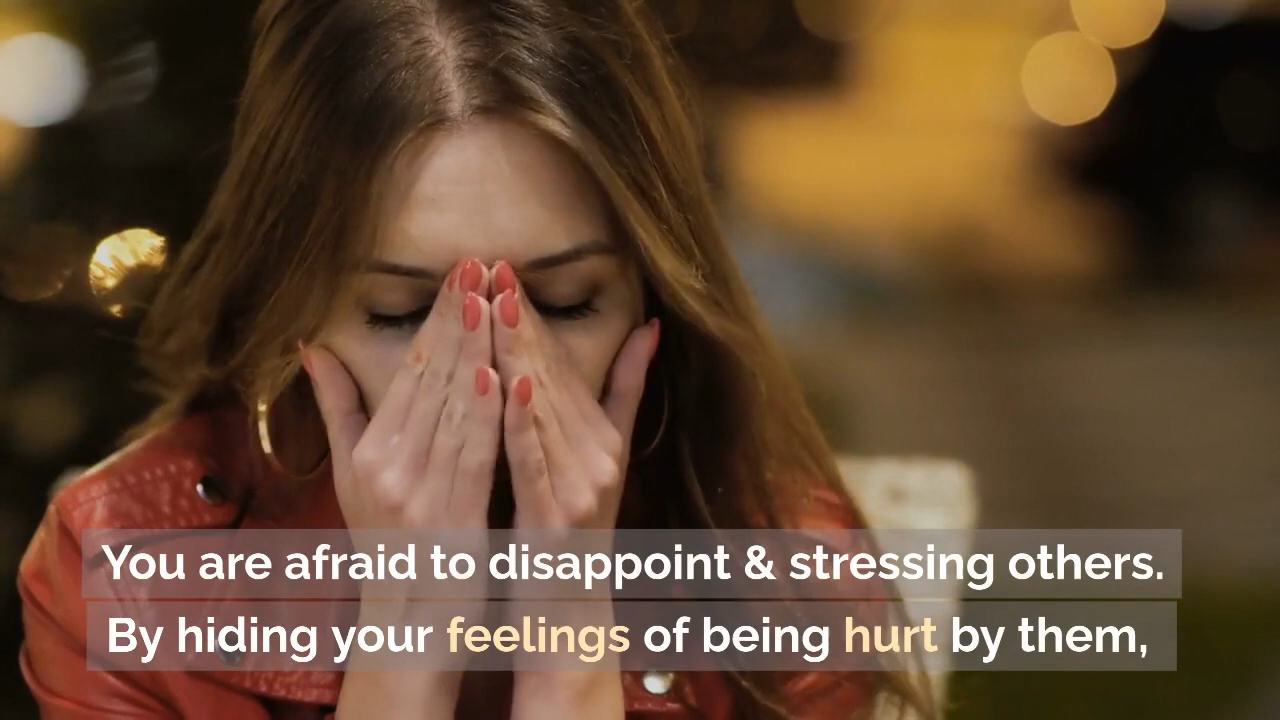 You are afraid to disappoint & stressing others.
By hiding your feelings of being hurt by them,